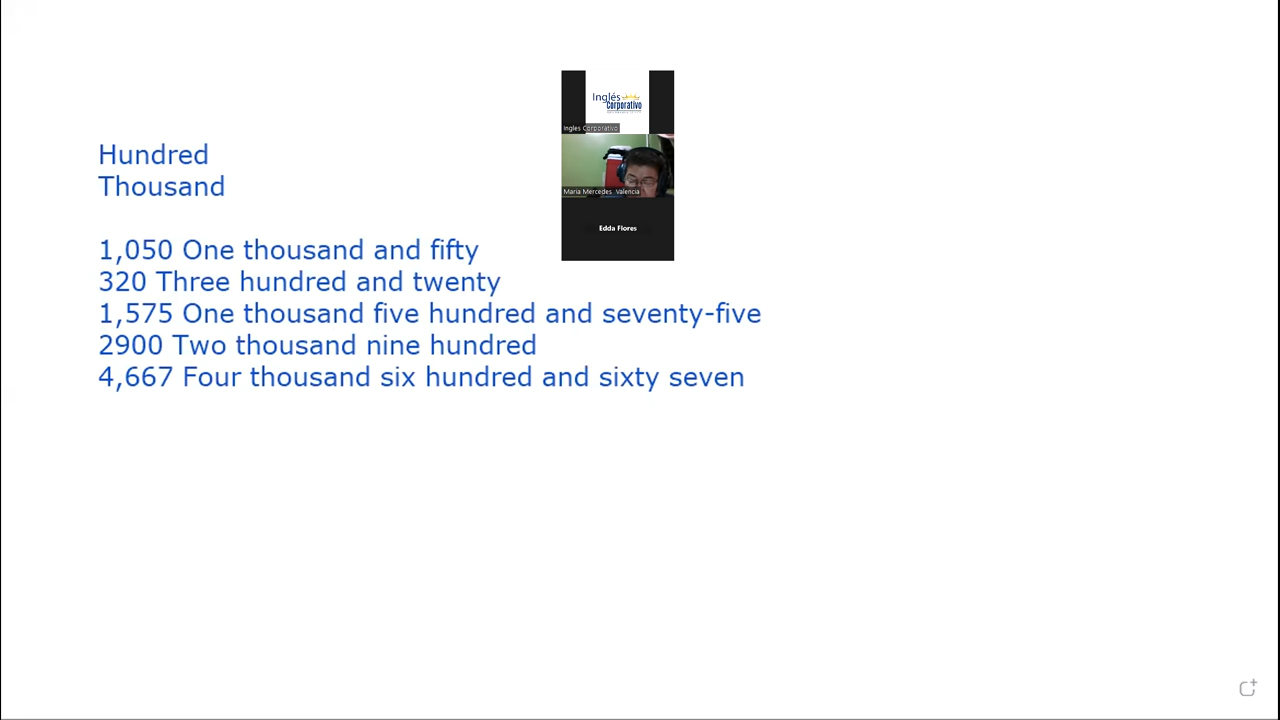 Inglés
Corporativo
Ingles Corporativo
Maria Mercedes Valencia
Edda Flores
Hundred
Thousand
1,050 One thousand and fifty
320 Three hundred and twenty
1,575 One thousand five hundred and seventy-five
2900 Two thousand nine hundred
4,667 Four thousand six hundred and sixty seven